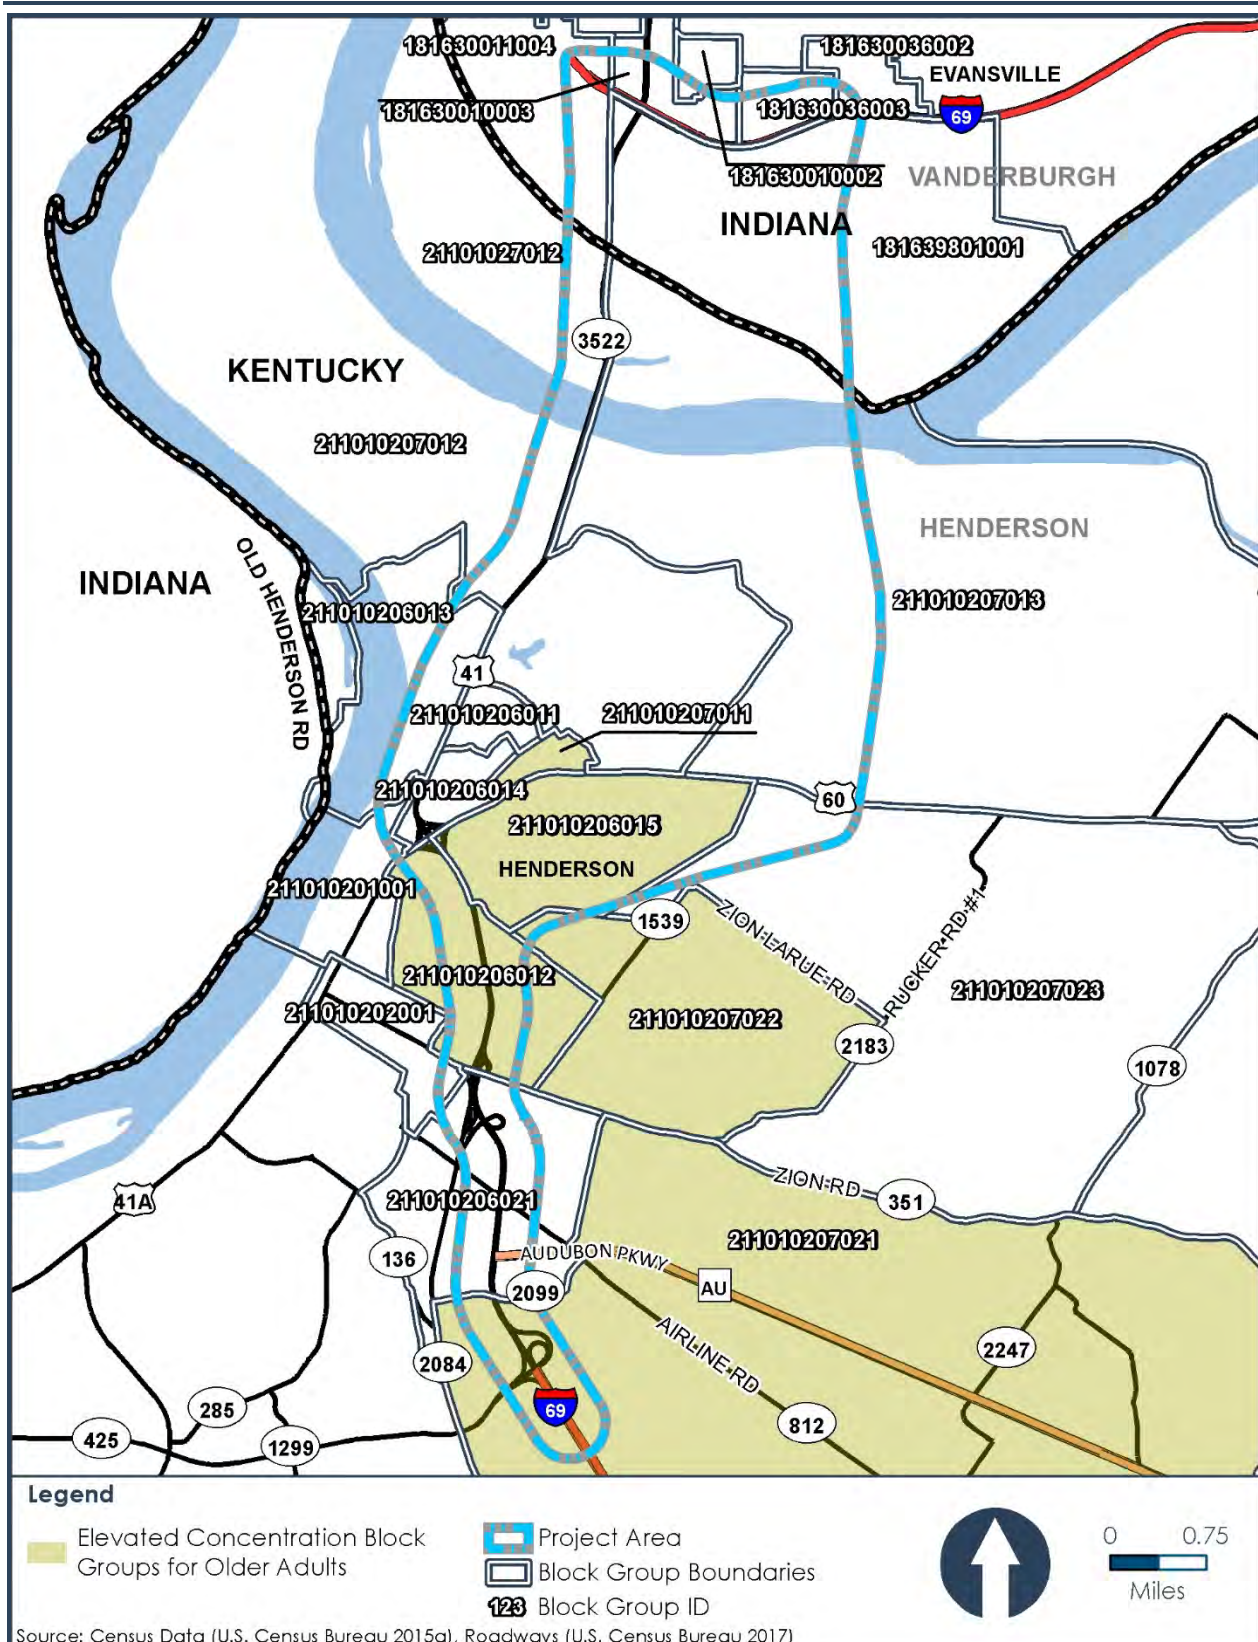 181630011004
181630036002
EVANSVILLE
181630010003
181630036003
69
181630010002
VANDERBURGH
INDIANA
181639801001
21101027012
3522
KENTUCKY
211010207012
HENDERSON
OLD HENDERSON RD
INDIANA
211010207013
211010206013
41
211010206011
211010207011
211010206014
60
211010206015
HENDERSON
211010201001
1539
ZION-LARUE-RD
RUCKER-RD-#1
211010206012
211010207023
211010202001
211010207022
2183
1078
ZION-RD
351
211010206021
41A
211010207021
136
AUDUBON PKWY
2099
AU
AIRLINE-RD
2247
2084
69
285
812
425
1299
Legend
Elevated Concentration Block
Groups for Older Adults
Project Area
Block Group Boundaries
123 Block Group ID
0 0.75
Miles
Source: Census Data (U.S. Census Bureau 2015a), Roadways (U.S. Census Bureau 2017)